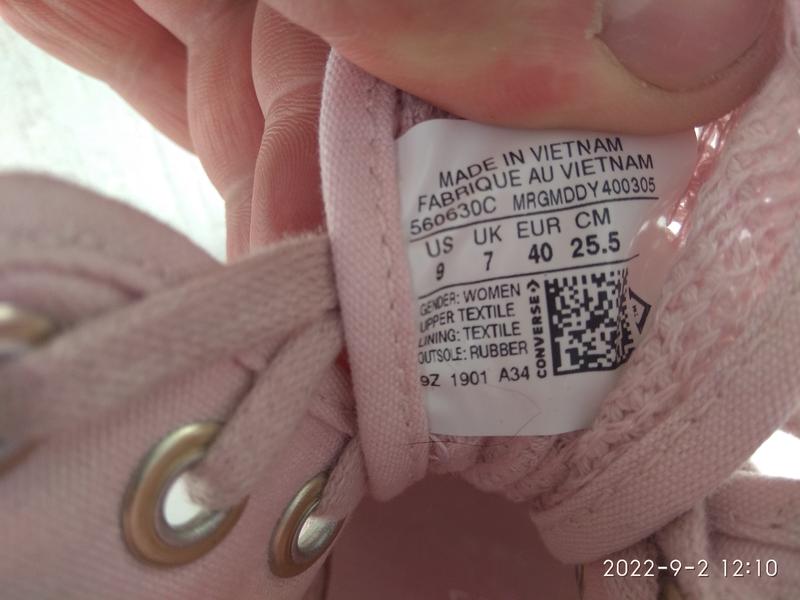 MADE IN VIETNAM
FABRIQUE AU VIETNAM
560630C MRGMDDY400305
US UK EUR CM
9 7 40 25.5
GENDER: WOMEN
UPPER TEXTILE
LINING: TEXTILE
OUTSOLE: RUBBER
9Z 1901 A34
CONVERSE
2022-9-2 12:10